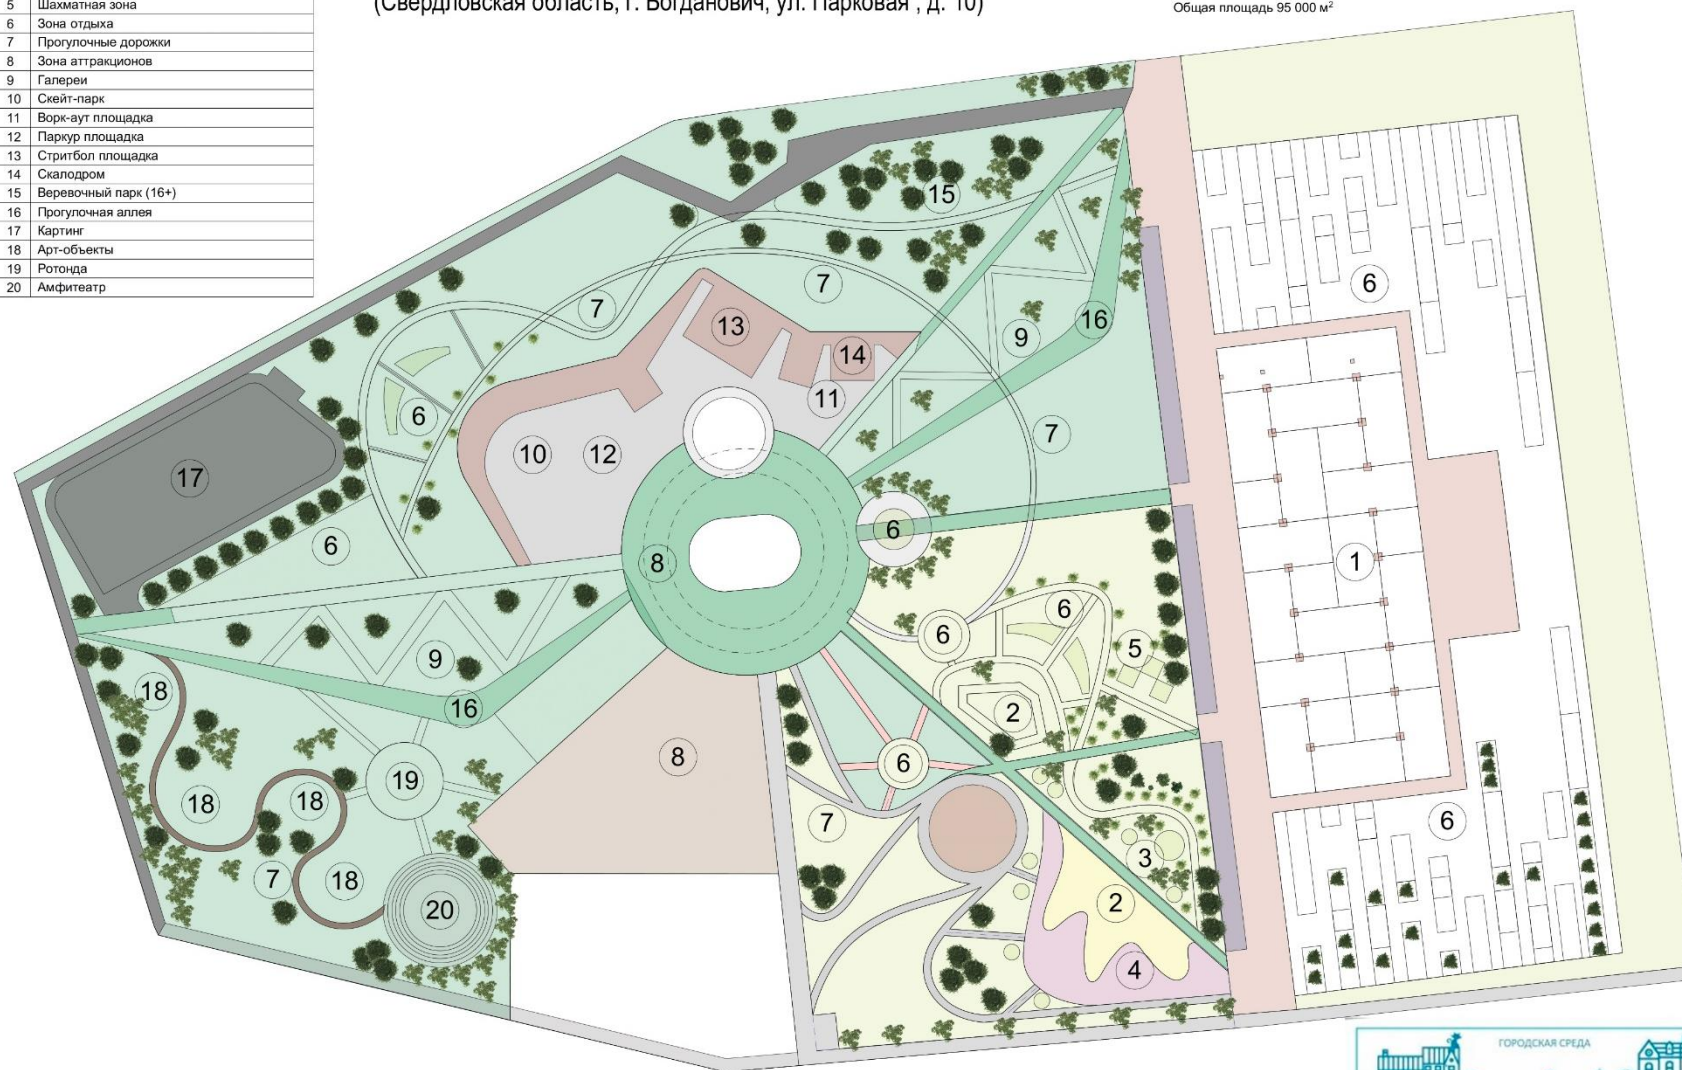 5 Шахматная зона
(Свердловская область, г. Богданович, ул. Парковая , д. 10)
Общая площадь 95 000 м²
6 Зона отдыха
7 Прогулочные дорожки
8 Зона аттракционов
9 Галереи
10 Скейт-парк
11 Ворк-аут площадка
12 Паркур площадка
13 Стритбол площадка
14 Скалодром
15 Веревочный парк (16+)
16 Прогулочная аллея
17 Картинг
18 Арт-объекты
19 Ротонда
20 Амфитеатр
15
7
7
6
13
9
16
14
11
6
7
10
12
17
6
6
8
1
6
6
5
9
18
16
2
8
6
19
18
18
7
6
3
7
18
2
20
4
ГОРОДСКАЯ СРЕДА